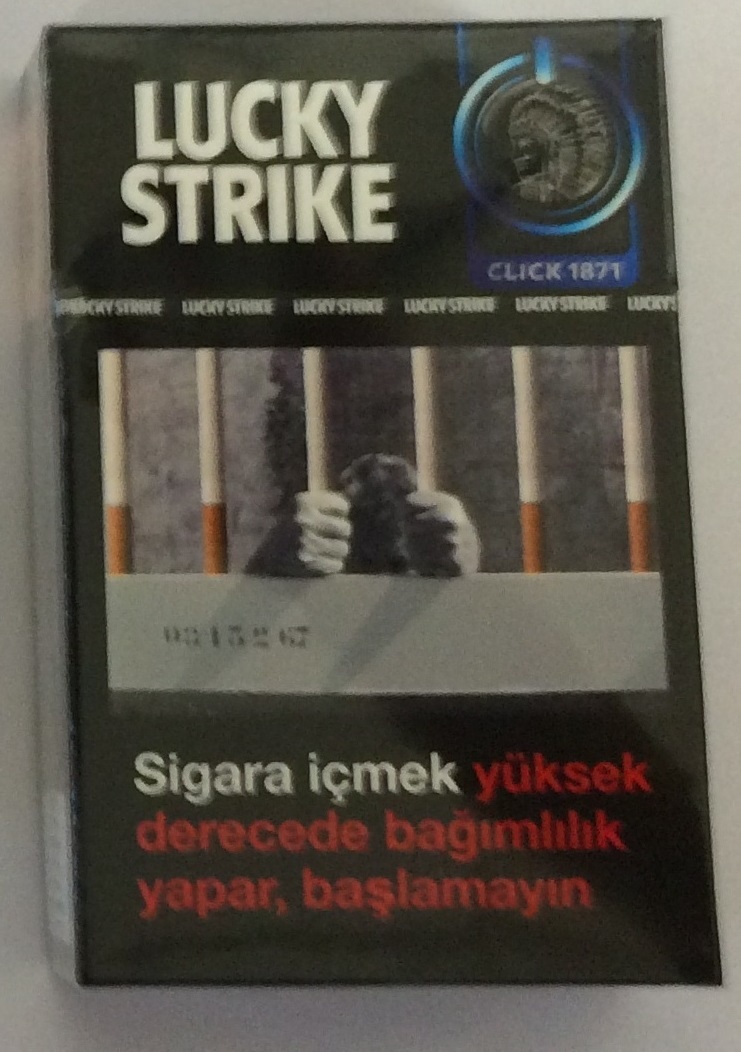 LUCKY
STRIKE
CLICK 1871
LUCKY STRIKE LUCKY STRIKE LUCKY STRIKE LUCKY STRIKE LUCKY STRIKE LUCKY
Sigara içmek yüksek
derecede bağımlılık
yapar, başlamayın